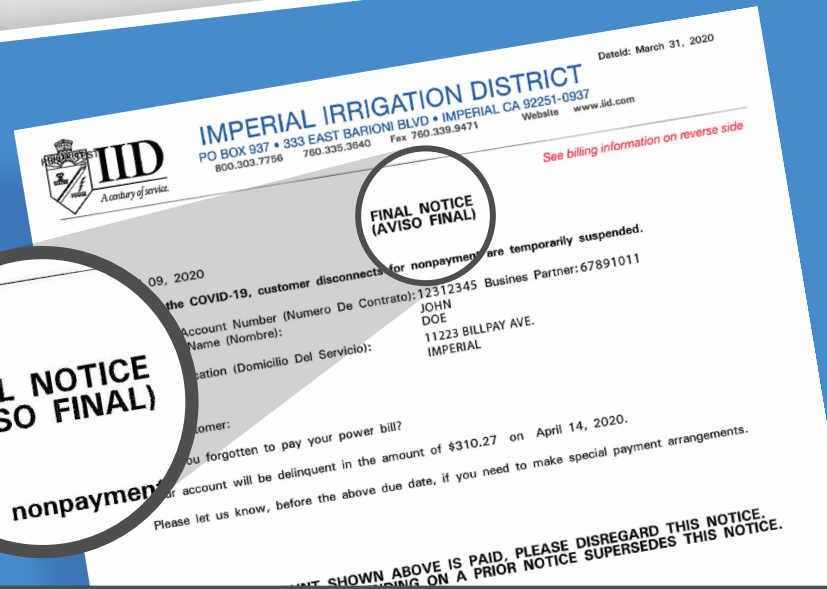 Dateld: March 31, 2020
IMPERIAL IRRIGATION DISTRICT
PO BOX 937 • 333 EAST BARIONI BLVD • IMPERIAL CA 92251-0937
800.303.7756 760.335.3640 Fax 760.339.9471 Website www.iid.com
IID
A century of service.
See billing information on reverse side
FINAL NOTICE
(AVISO FINAL)
09, 2020
the COVID-19, customer disconnects for nonpayment are temporarily suspended.
Account Number (Numero De Contrato): 12312345 Busines Partner: 67891011
Name (Nombre): JOHN
DOE
11223 BILLPAY AVE.
cation (Domicilio Del Servicio): IMPERIAL
L NOTICE
SO FINAL)
nonpayment
tomer:
ou forgotten to pay your power bill?
ur account will be delinquent in the amount of $310.27 on April 14, 2020.
Please let us know, before the above due date, if you need to make special payment arrangements.
UNT SHOWN ABOVE IS PAID, PLEASE DISREGARD THIS NOTICE.
NDING ON A PRIOR NOTICE SUPERSEDES THIS NOTICE.